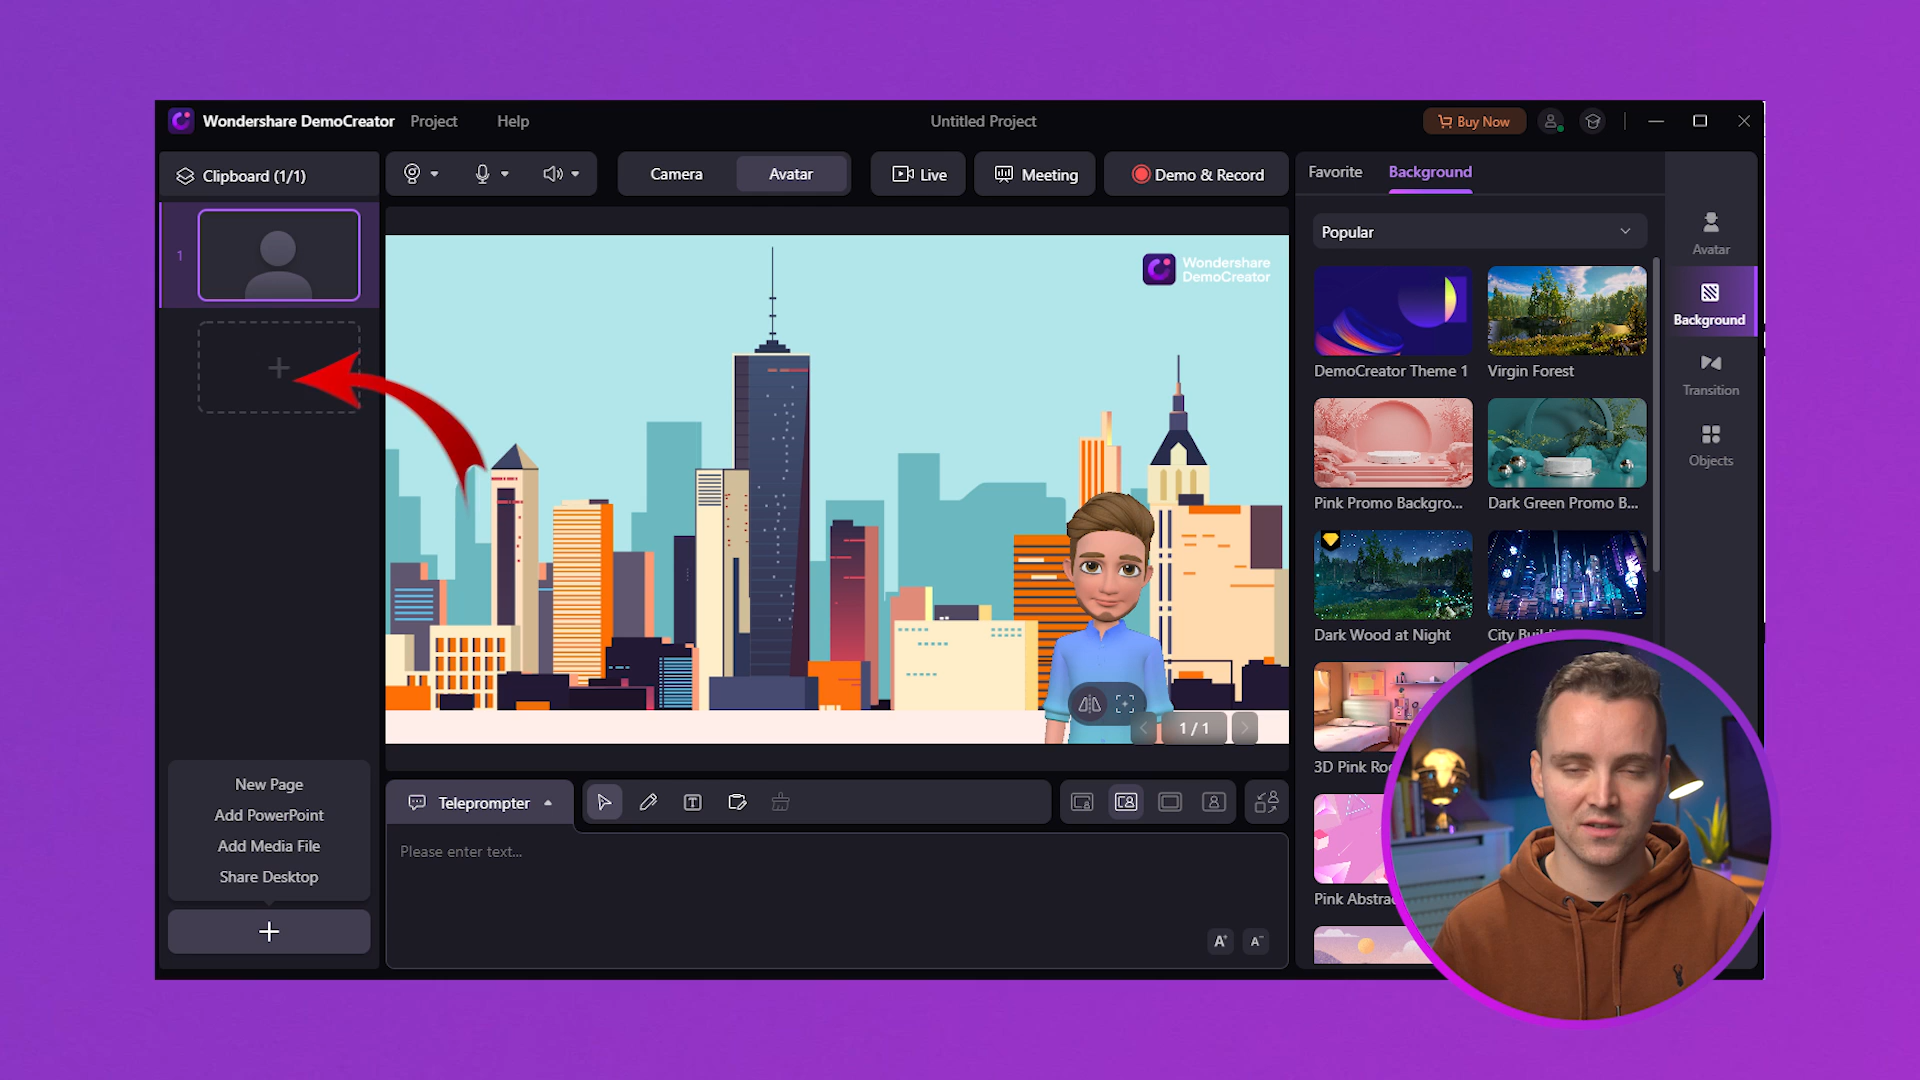 Wondershare DemoCreator
Project
Help
Untitled Project
Buy Now
Clipboard (1/1)
Camera
Avatar
Live
Meeting
Demo & Record
Favorite
Background
1
Popular
Wondershare
DemoCreator
Avatar
Background
Transition
Objects
DemoCreator Theme 1
Virgin Forest
Pink Promo Backgro...
Dark Green Promo B...
Dark Wood at Night
City
3D Pink
Pink
1 / 1
New Page
Add PowerPoint
Add Media File
Share Desktop
Teleprompter
Please enter text...
A+
A-